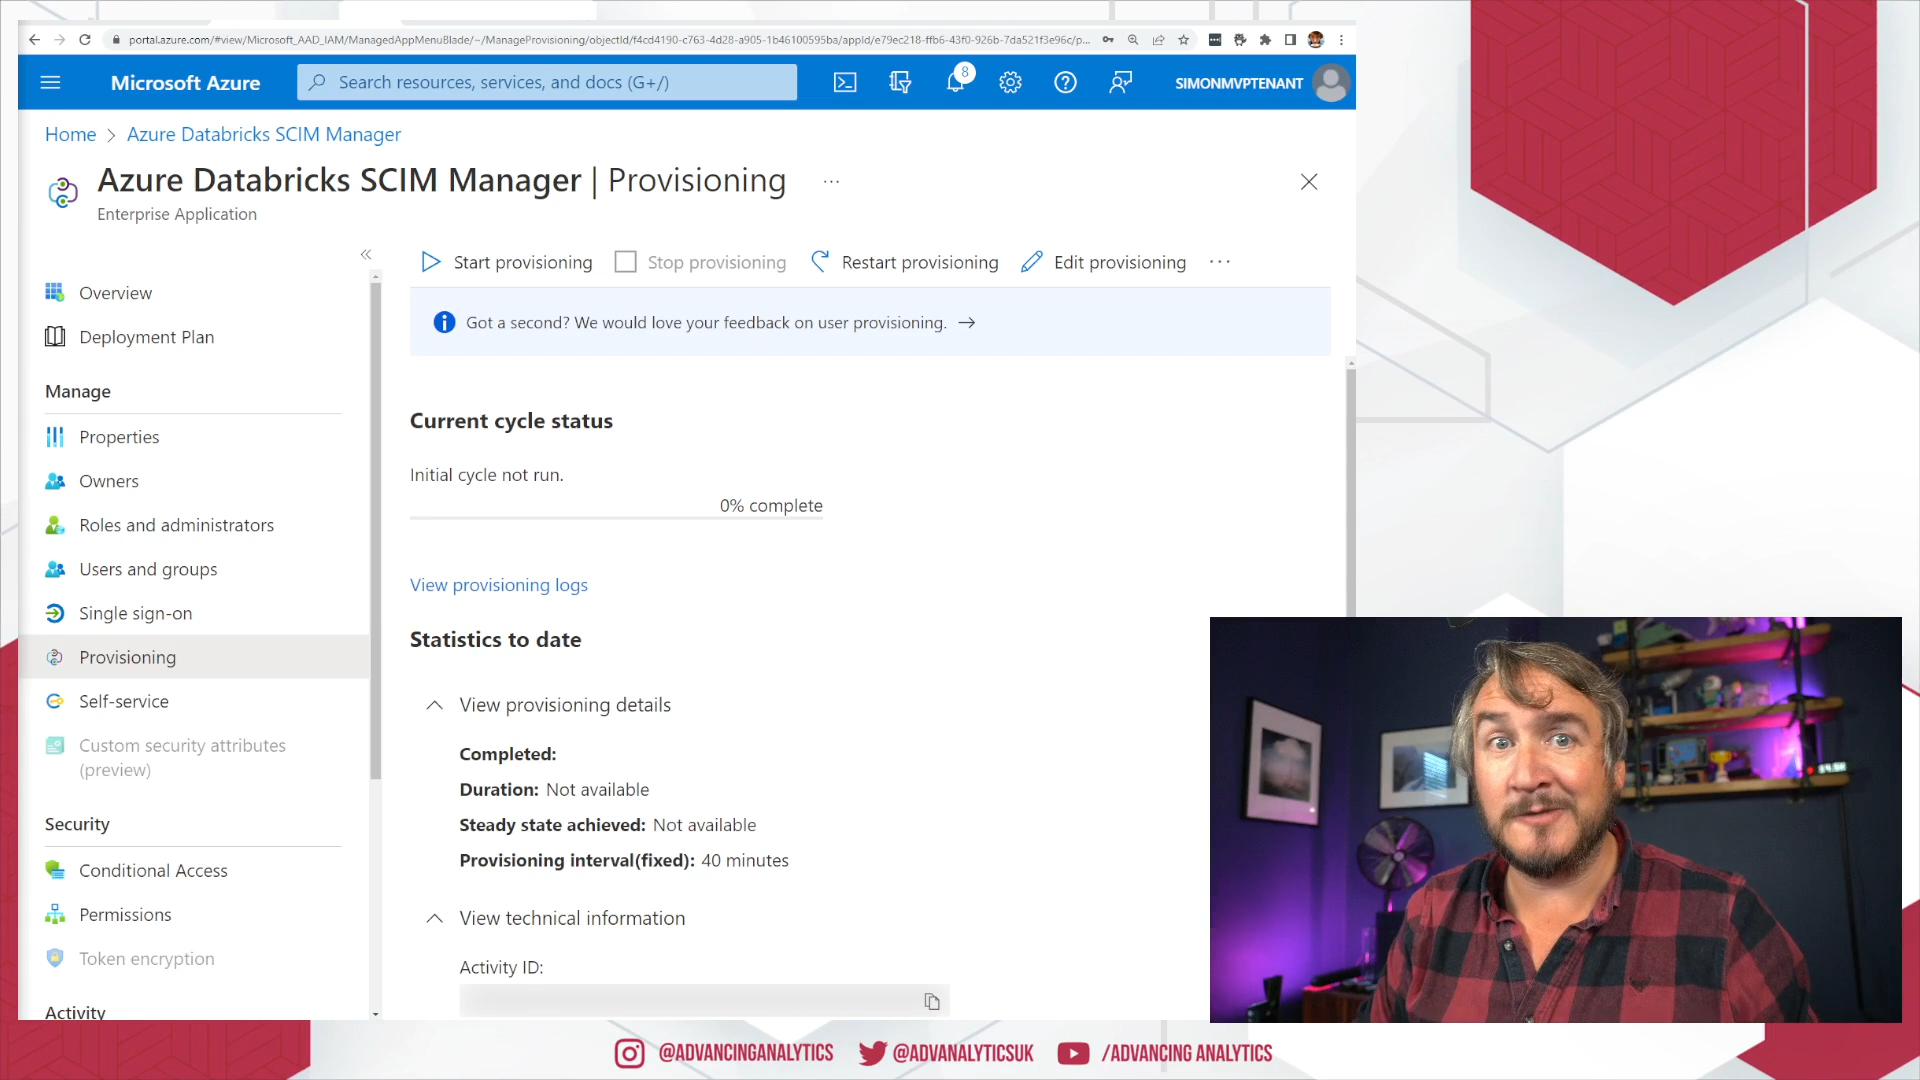 portal.azure.com/#view/Microsoft_AAD_IAM/ManagedAppMenuBlade/~/ManageProvisioning/objectId/f4cd4190-c763-4d28-a905-1b46100595ba/appId/e79ec218-ffb6-43f0-926b-7da521f3e96c/p...
Microsoft Azure
Search resources, services, and docs (G+/)
8
SIMONMVPTENANT
Home > Azure Databricks SCIM Manager
Azure Databricks SCIM Manager | Provisioning ...
Enterprise Application
«
Overview
Deployment Plan
Manage
Properties
Owners
Roles and administrators
Users and groups
Single sign-on
Provisioning
Self-service
Custom security attributes
(preview)
Security
Conditional Access
Permissions
Token encryption
Activity
Start provisioning Stop provisioning Restart provisioning Edit provisioning ...
Got a second? We would love your feedback on user provisioning. →
Current cycle status
Initial cycle not run.
0% complete
View provisioning logs
Statistics to date
View provisioning details
Completed:
Duration: Not available
Steady state achieved: Not available
Provisioning interval(fixed): 40 minutes
View technical information
Activity ID:
@ADVANCINGANALYTICS
@ADVANALYTICSUK
/ADVANCING ANALYTICS